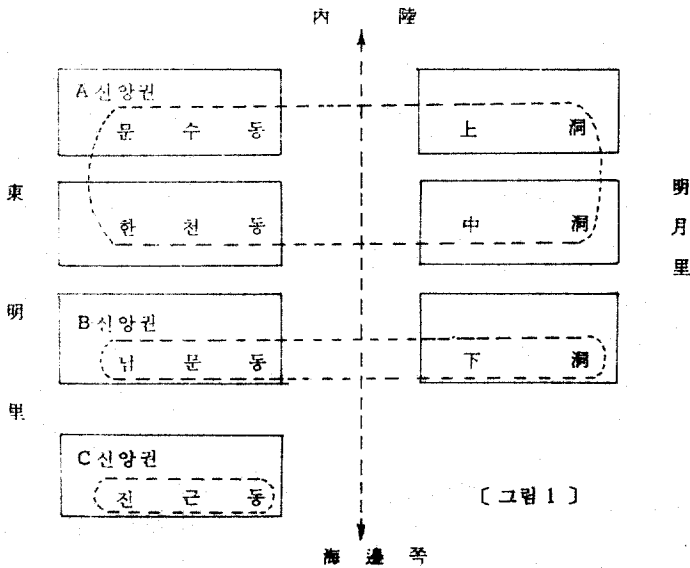 內 陸
A 신앙권
문 수 동
上 洞
東 明 里
한 천 동
中 洞
明 月 里
B 신앙권
남 문 동
下 洞
C 신앙권
진 근 동
〔 그림 1 〕
海 邊 쪽